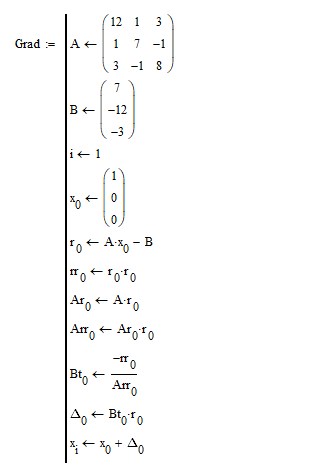 Grad := A ← ( 12 1 3
1 7 −1
3 −1 8 )
B ← ( 7
−12
−3 )
i ← 1
x₀ ← ( 1
0
0 )
r₀ ← A·x₀ − B
rr₀ ← r₀·r₀
Ar₀ ← A·r₀
Arr₀ ← Ar₀·r₀
Bt₀ ← −rr₀ / Arr₀
Δ₀ ← Bt₀·r₀
xᵢ ← x₀ + Δ₀